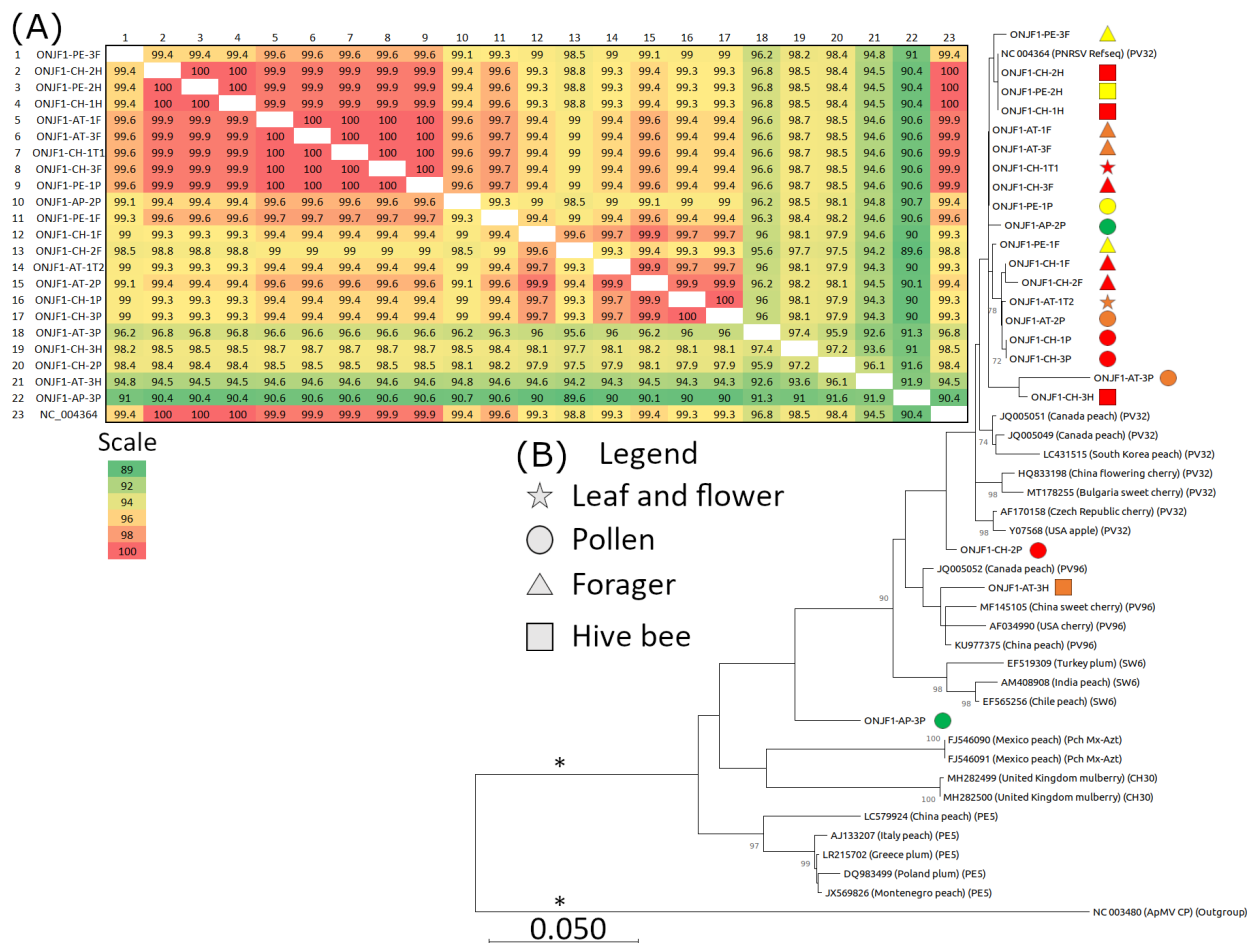 (A)
1 2 3 4 5 6 7 8 9 10 11 12 13 14 15 16 17 18 19 20 21 22 23
1 ONJF1-PE-3F 99.4 99.4 99.4 99.6 99.6 99.6 99.6 99.6 99.1 99.3 99 98.5 99 99.1 99 99 96.2 98.2 98.4 94.8 91 99.4
2 ONJF1-CH-2H 99.4 100 100 99.9 99.9 99.9 99.9 99.9 99.4 99.6 99.3 98.8 99.3 99.4 99.3 99.3 96.8 98.5 98.4 94.5 90.4 100
3 ONJF1-PE-2H 99.4 100 100 99.9 99.9 99.9 99.9 99.9 99.4 99.6 99.3 98.8 99.3 99.4 99.3 99.3 96.8 98.5 98.4 94.5 90.4 100
4 ONJF1-CH-1H 99.4 100 100 99.9 99.9 99.9 99.9 99.9 99.4 99.6 99.3 98.8 99.3 99.4 99.3 99.3 96.8 98.5 98.4 94.5 90.4 100
5 ONJF1-AT-1F 99.6 99.9 99.9 99.9 100 100 100 100 99.6 99.7 99.4 99 99.4 99.6 99.4 99.4 96.6 98.7 98.5 94.6 90.6 99.9
6 ONJF1-AT-3F 99.6 99.9 99.9 99.9 100 100 100 100 99.6 99.7 99.4 99 99.4 99.6 99.4 99.4 96.6 98.7 98.5 94.6 90.6 99.9
7 ONJF1-CH-1T1 99.6 99.9 99.9 99.9 100 100 100 100 99.6 99.7 99.4 99 99.4 99.6 99.4 99.4 96.6 98.7 98.5 94.6 90.6 99.9
8 ONJF1-CH-3F 99.6 99.9 99.9 99.9 100 100 100 100 99.6 99.7 99.4 99 99.4 99.6 99.4 99.4 96.6 98.7 98.5 94.6 90.6 99.9
9 ONJF1-PE-1P 99.6 99.9 99.9 99.9 100 100 100 100 99.6 99.7 99.4 99 99.4 99.6 99.4 99.4 96.6 98.7 98.5 94.6 90.6 99.9
10 ONJF1-AP-2P 99.1 99.4 99.4 99.4 99.6 99.6 99.6 99.6 99.6 99.3 99 98.5 99 99.1 99 99 96.2 98.5 98.1 94.8 90.7 99.4
11 ONJF1-PE-1F 99.3 99.6 99.6 99.6 99.7 99.7 99.7 99.7 99.7 99.3 99.4 99 99.4 99.6 99.4 99.4 96.3 98.4 98.2 94.6 90.6 99.6
12 ONJF1-CH-1F 99 99.3 99.3 99.3 99.4 99.4 99.4 99.4 99.4 99 99.4 99.6 99.7 99.9 99.7 99.7 96 98.1 97.9 94.6 90 99.3
13 ONJF1-CH-2F 98.5 98.8 98.8 98.8 99 99 99 99 99 98.5 99 99.6 99.3 99.4 99.3 99.3 95.6 97.7 97.5 94.2 89.6 98.8
14 ONJF1-AT-1T2 99 99.3 99.3 99.3 99.4 99.4 99.4 99.4 99.4 99 99.4 99.7 99.3 99.9 99.7 99.7 96 98.1 97.9 94.3 90 99.3
15 ONJF1-AT-2P 99.1 99.4 99.4 99.4 99.6 99.6 99.6 99.6 99.6 99.1 99.6 99.9 99.4 99.9 99.9 99.9 96.2 98.2 98.1 94.5 90.1 99.4
16 ONJF1-CH-1P 99 99.3 99.3 99.3 99.4 99.4 99.4 99.4 99.4 99 99.4 99.7 99.3 99.7 99.9 100 96 98.1 97.9 94.3 90 99.3
17 ONJF1-CH-3P 99 99.3 99.3 99.3 99.4 99.4 99.4 99.4 99.4 99 99.4 99.7 99.3 99.7 99.9 100 96 98.1 97.9 94.3 90 99.3
18 ONJF1-AT-3P 96.2 96.8 96.8 96.8 96.6 96.6 96.6 96.6 96.6 96.2 96.3 96 95.6 96 96.2 96 96 97.4 95.9 92.6 91.3 96.8
19 ONJF1-CH-3H 98.2 98.5 98.5 98.5 98.7 98.7 98.7 98.7 98.7 98.5 98.4 98.1 97.7 98.1 98.2 98.1 98.1 97.4 97.2 93.6 91 98.5
20 ONJF1-CH-2P 98.4 98.4 98.4 98.4 98.5 98.5 98.5 98.5 98.5 98.1 98.2 97.9 97.5 97.9 98.1 97.9 97.9 95.9 97.2 96.1 91.6 98.4
21 ONJF1-AT-3H 94.8 94.5 94.5 94.5 94.6 94.6 94.6 94.6 94.6 94.8 94.6 94.6 94.2 94.3 94.5 94.3 94.3 92.6 93.6 96.1 91.9 94.5
22 ONJF1-AP-3P 91 90.4 90.4 90.4 90.6 90.6 90.6 90.6 90.6 90.7 90.6 90 89.6 90 90.1 90 90 91.3 91 91.6 91.9 90.4
23 NC_004364 99.4 100 100 100 99.9 99.9 99.9 99.9 99.9 99.4 99.6 99.3 98.8 99.3 99.4 99.3 99.3 96.8 98.5 98.4 94.5 90.4
Scale
89
92
94
96
98
100
(B) Legend
Leaf and flower
Pollen
Forager
Hive bee
ONJF1-PE-3F
NC 004364 (PNRSV Refseq) (PV32)
ONJF1-CH-2H
ONJF1-PE-2H
ONJF1-CH-1H
ONJF1-AT-1F
ONJF1-AT-3F
ONJF1-CH-1T1
ONJF1-CH-3F
ONJF1-PE-1P
ONJF1-AP-2P
ONJF1-PE-1F
ONJF1-CH-1F
ONJF1-CH-2F
ONJF1-AT-1T2
78
ONJF1-AT-2P
ONJF1-CH-1P
ONJF1-CH-3P
72
ONJF1-AT-3P
ONJF1-CH-3H
JQ005051 (Canada peach) (PV32)
JQ005049 (Canada peach) (PV32)
74
LC431515 (South Korea peach) (PV32)
HQ833198 (China flowering cherry) (PV32)
MT178255 (Bulgaria sweet cherry) (PV32)
98
AF170158 (Czech Republic cherry) (PV32)
Y07568 (USA apple) (PV32)
98
ONJF1-CH-2P
JQ005052 (Canada peach) (PV96)
ONJF1-AT-3H
MF145105 (China sweet cherry) (PV96)
90
AF034990 (USA cherry) (PV96)
KU977375 (China peach) (PV96)
EF519309 (Turkey plum) (SW6)
AM408908 (India peach) (SW6)
98
EF565256 (Chile peach) (SW6)
98
ONJF1-AP-3P
100
FJ546090 (Mexico peach) (Pch Mx-Azt)
FJ546091 (Mexico peach) (Pch Mx-Azt)
*
MH282499 (United Kingdom mulberry) (CH30)
MH282500 (United Kingdom mulberry) (CH30)
100
LC579924 (China peach) (PE5)
AJ133207 (Italy peach) (PE5)
97
LR215702 (Greece plum) (PE5)
99
DQ983499 (Poland plum) (PE5)
JX569826 (Montenegro peach) (PE5)
*
NC 003480 (ApMV CP) (Outgroup)
0.050